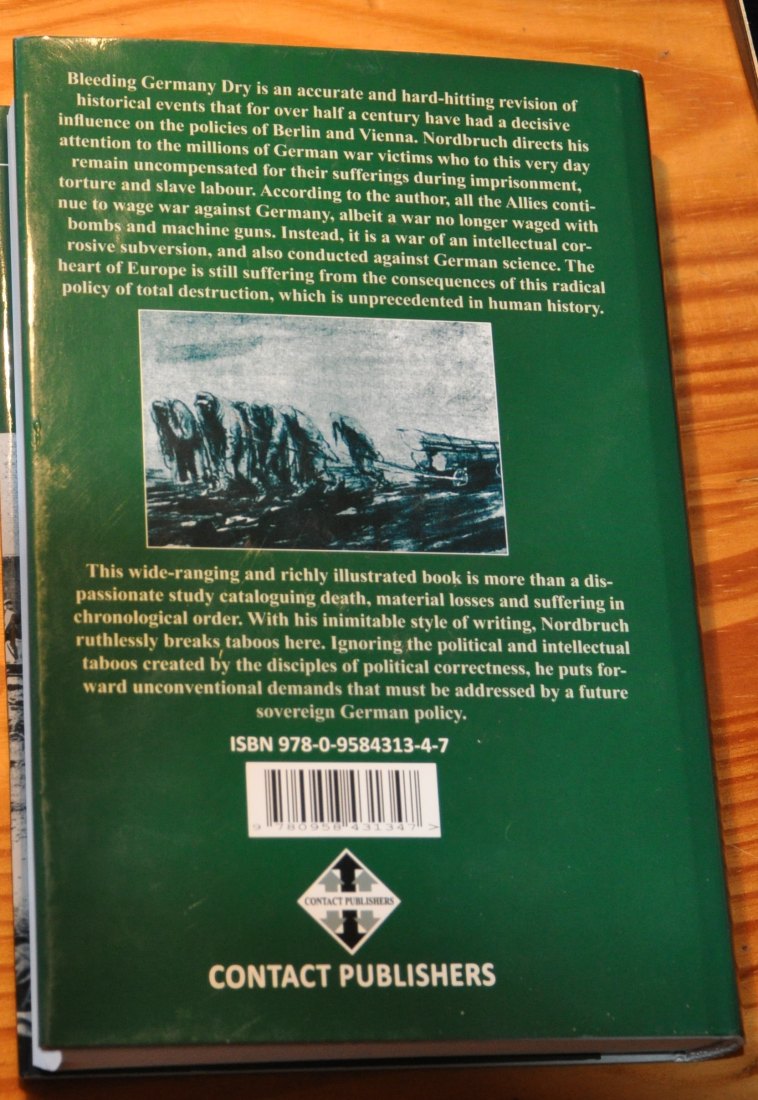 Bleeding Germany Dry is an accurate and hard-hitting revision of
historical events that for over half a century have had a decisive
influence on the policies of Berlin and Vienna. Nordbruch directs his
attention to the millions of German war victims who to this very day
remain uncompensated for their sufferings during imprisonment,
torture and slave labour. According to the author, all the Allies conti-
nue to wage war against Germany, albeit a war no longer waged with
bombs and machine guns. Instead, it is a war of an intellectual cor-
rosive subversion, and also conducted against German science. The
heart of Europe is still suffering from the consequences of this radical
policy of total destruction, which is unprecedented in human history.
This wide-ranging and richly illustrated book is more than a dis-
passionate study cataloguing death, material losses and suffering in
chronological order. With his inimitable style of writing, Nordbruch
ruthlessly breaks taboos here. Ignoring the political and intellectual
taboos created by the disciples of political correctness, he puts for-
ward unconventional demands that must be addressed by a future
sovereign German policy.
ISBN 978-0-9584313-4-7
9 780958 431347 >
CONTACT PUBLISHERS
CONTACT PUBLISHERS